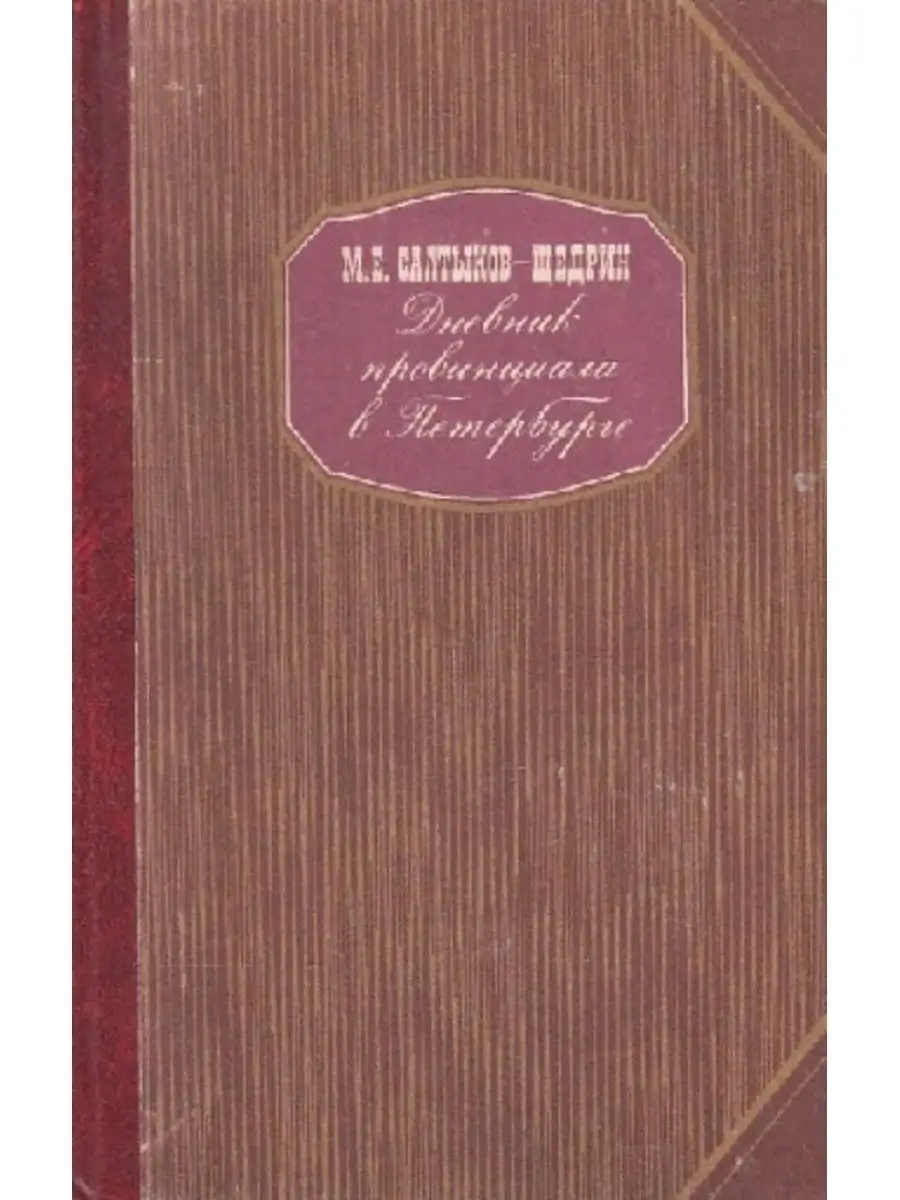 М.Е. САЛТЫКОВ-ЩЕДРИН
Дневник
провинциала
в Петербурге